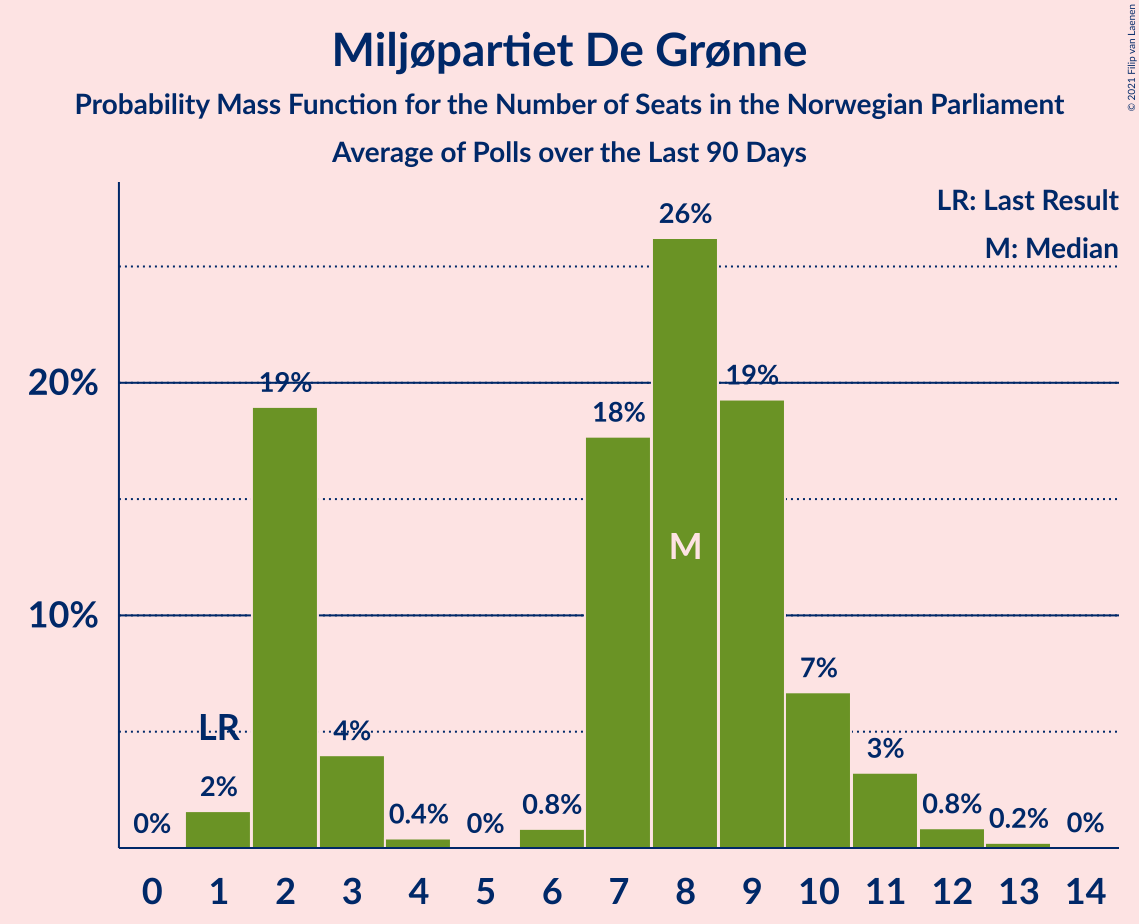 Miljøpartiet De Grønne
Probability Mass Function for the Number of Seats in the Norwegian Parliament
Average of Polls over the Last 90 Days
© 2021 Filip van Laenen
LR: Last Result
M: Median
26%
20%
19%
19%
18%
M
10%
7%
LR
4%
3%
2%
0%
0.4%
0%
0.8%
0.8%
0.2%
0%
0 1 2 3 4 5 6 7 8 9 10 11 12 13 14